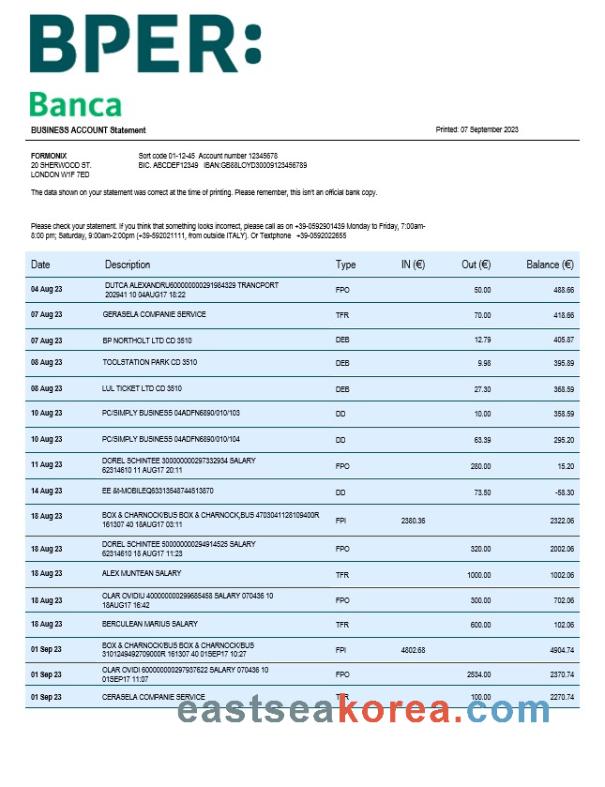 BPER:
Banca
BUSINESS ACCOUNT Statement Printed: 07 September 2023
FORMONIX Sort code 01-12-45 Account number 12345678
20 SHERWOOD ST. BIC. ABCDEF12349 IBAN:GB88LOYD30009123456789
LONDON W1F 7ED
The data shown on your statement was correct at the time of printing. Please remember, this isn't an official bank copy.
Please check your statement. If you think that something looks incorrect, please call as on +39-0592901439 Monday to Friday, 7:00am-
8:00 pm; Saturday, 9:00am-2:00pm (+39-0592021111, from outside ITALY). Or Textphone +39-0592022655
Date Description Type IN (€) Out (€) Balance (€)
04 Aug 23 DUTCA ALEXANDRU600000000291984329 TRANCPORT FPO 50.00 488.66
202941 10 04AUG17 18:22
07 Aug 23 GERASELA COMPANIE SERVICE TFR 70.00 418.66
07 Aug 23 BP NORTHOLT LTD CD 3510 DEB 12.79 405.87
08 Aug 23 TOOLSTATION PARK CD 3510 DEB 9.98 395.89
08 Aug 23 LUL TICKET LTD CD 3510 DEB 27.30 368.59
10 Aug 23 PC/SIMPLY BUSINESS 04ADFN6890/010/103 DD 10.00 358.59
10 Aug 23 PC/SIMPLY BUSINESS 04ADFN6890/010/104 DD 63.39 295.20
11 Aug 23 DOREL SCHINTEE 300000000297332934 SALARY FPO 280.00 15.20
62314610 11 AUG17 20:11
14 Aug 23 EE &t-MOBILEQ63313548744513870 DD 73.50 -58.30
18 Aug 23 BOX & CHARNOCK/BUS BOX & CHARNOCK,BUS 4703041128109400R FPI 2380.36 2322.06
161307 40 18AUG17 03:11
18 Aug 23 DOREL SCHINTEE 500000000294914525 SALARY FPO 320.00 2002.06
62314610 18 AUG17 11:23
18 Aug 23 ALEX MUNTEAN SALARY TFR 1000.00 1002.06
18 Aug 23 OLAR OVIDIU 400000000299685458 SALARY 070436 10 FPO 300.00 702.06
18AUG17 16:42
18 Aug 23 BERCULEAN MARIUS SALARY TFR 600.00 102.06
01 Sep 23 BOX & CHARNOCK/BUS BOX & CHARNOCK/BUS FPI 4802.68 4904.74
3101249492709000R 161307 40 01SEP17 10:27
01 Sep 23 OLAR OVIDI 600000000297937622 SALARY 070436 10 FPO 2534.00 2370.74
01SEP17 11:07
01 Sep 23 CERASELA COMPANIE SERVICE TFR 100.00 2270.74
eastseakorea.com